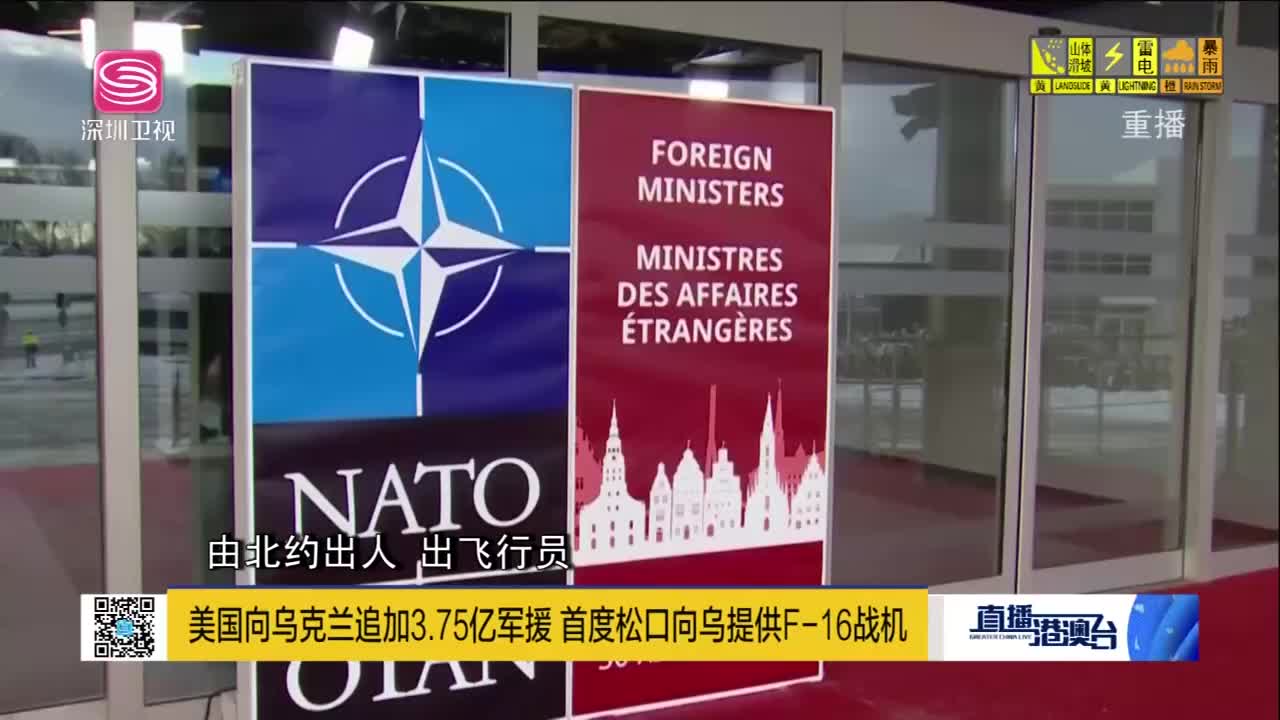 深圳卫视
山体
滑坡
黄 LANDSLIDE
雷
电
黄 LIGHTNING
暴
雨
橙 RAIN STORM
重播
FOREIGN
MINISTERS
MINISTRES
DES AFFAIRES
ÉTRANGÈRES
NATO
OTAN
由北约出人 出飞行员
美国向乌克兰追加3.75亿军援 首度松口向乌提供F-16战机
直播港澳台
GREATER CHINA LIVE